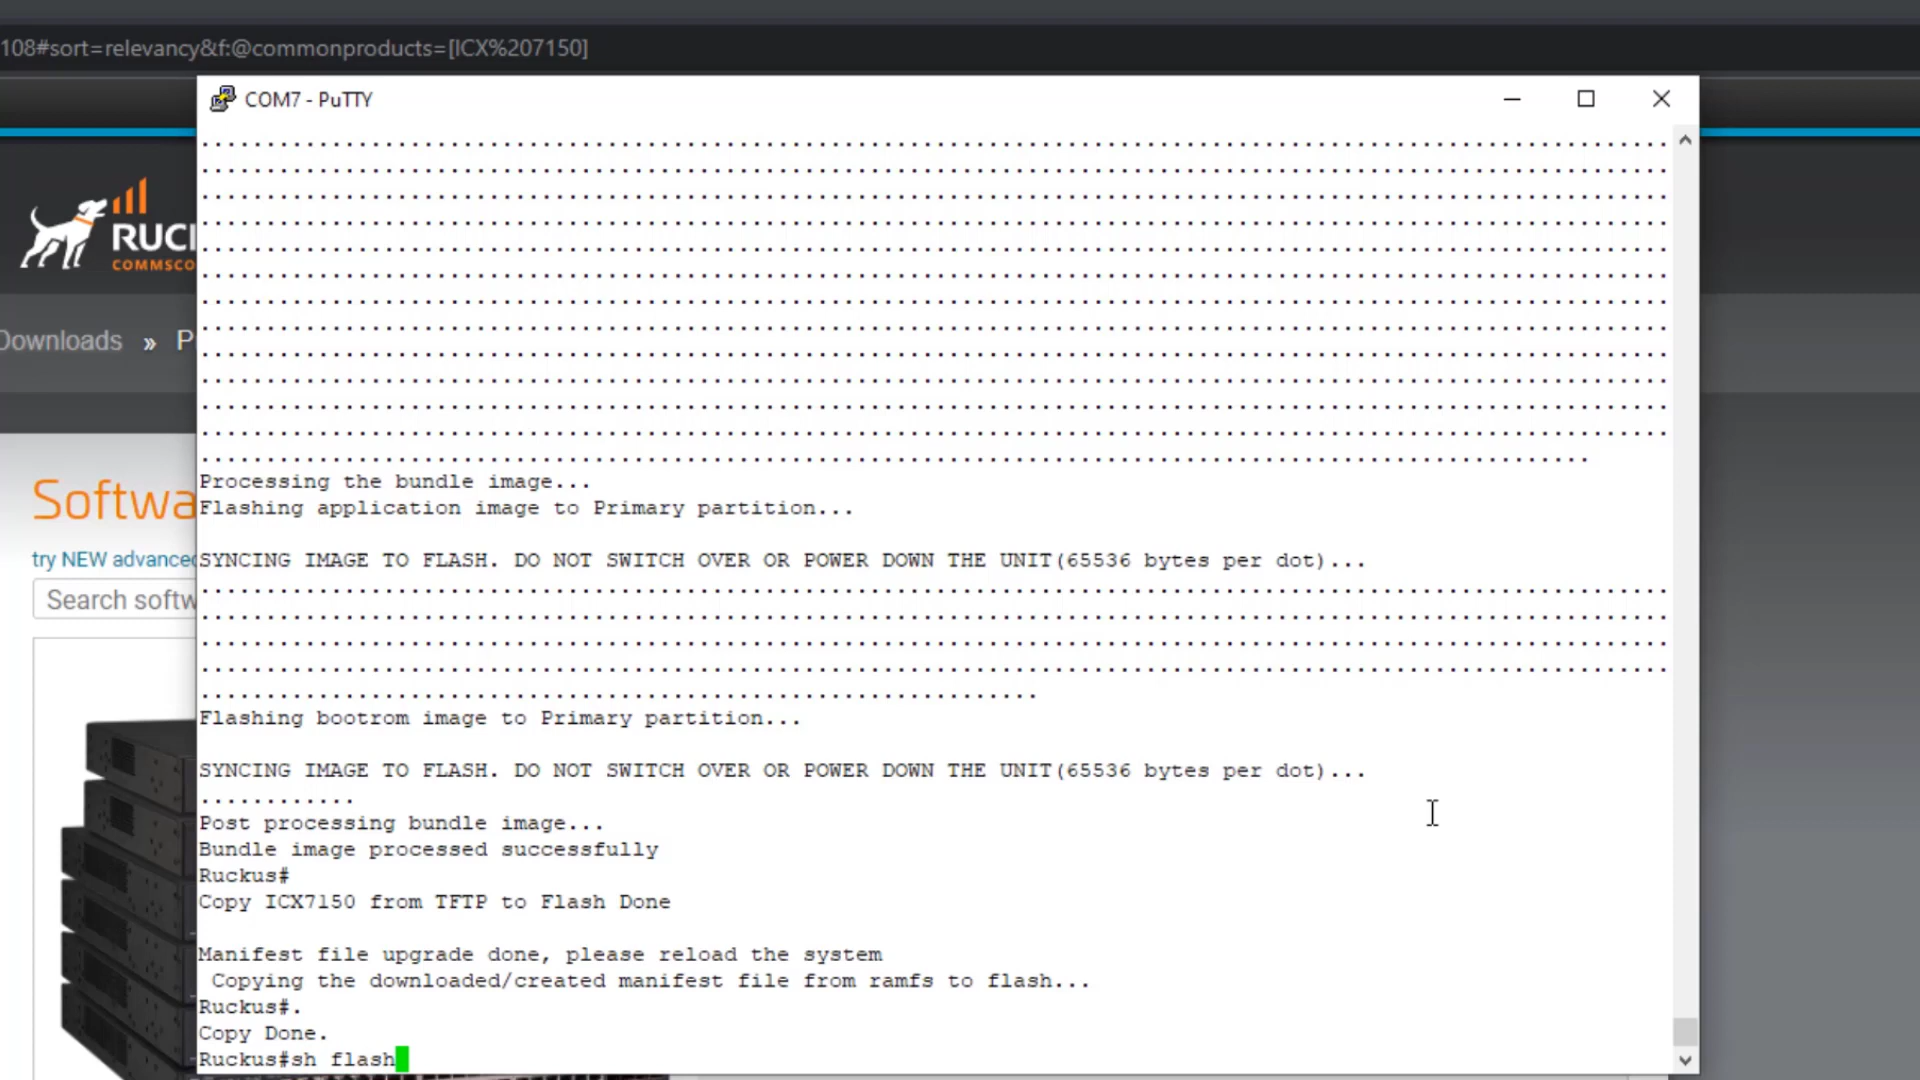 108#sort=relevancy&f:@commonproducts=[ICX%207150]
COM7 - PuTTY
RUC
COMMSCO
Downloads » P
Softwa
try NEW advanced
Search softw
Processing the bundle image...
Flashing application image to Primary partition...
SYNCING IMAGE TO FLASH. DO NOT SWITCH OVER OR POWER DOWN THE UNIT(65536 bytes per dot)...
Flashing bootrom image to Primary partition...
SYNCING IMAGE TO FLASH. DO NOT SWITCH OVER OR POWER DOWN THE UNIT(65536 bytes per dot)...
............
Post processing bundle image...
Bundle image processed successfully
Ruckus#
Copy ICX7150 from TFTP to Flash Done
Manifest file upgrade done, please reload the system
Copying the downloaded/created manifest file from ramfs to flash...
Ruckus#.
Copy Done.
Ruckus#sh flash